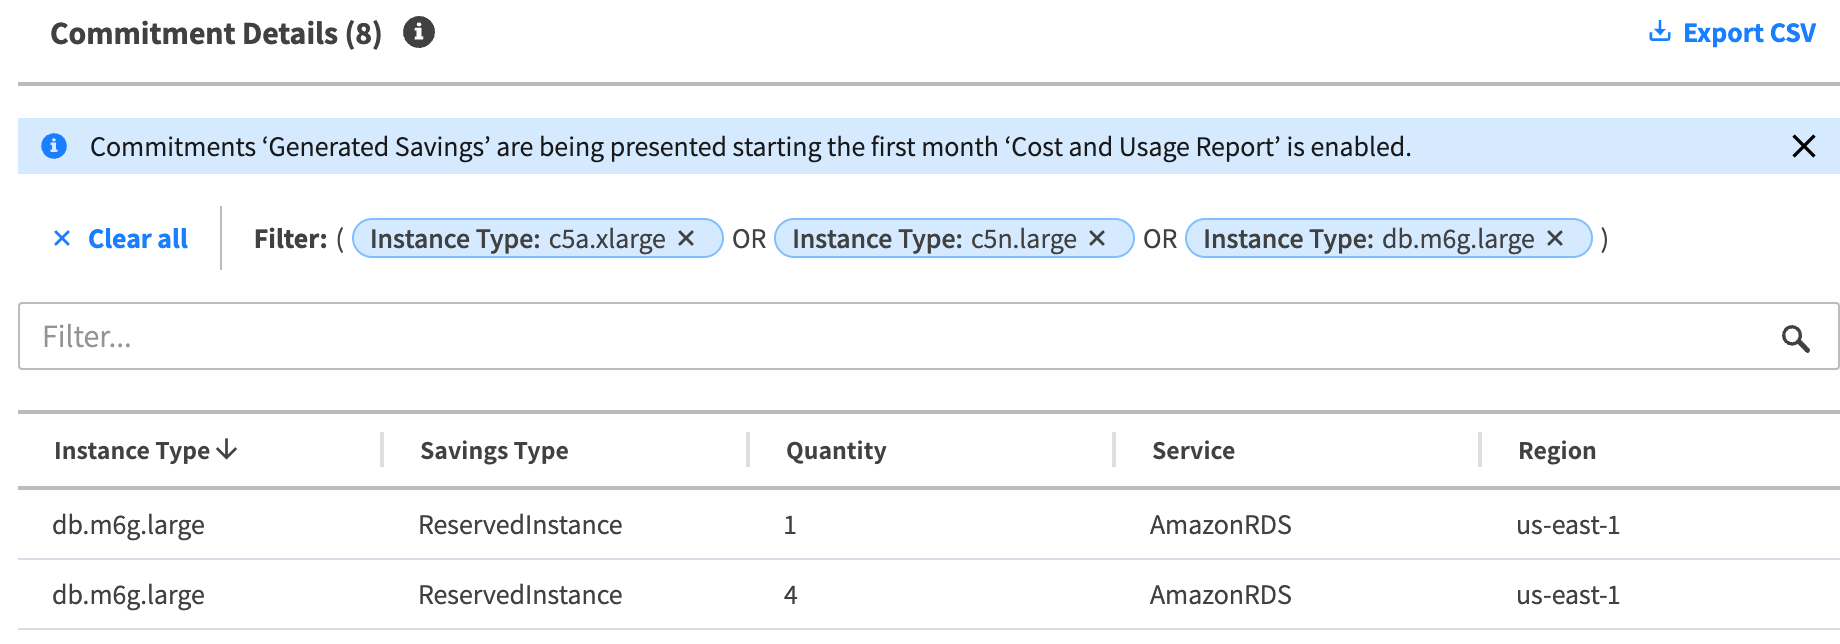 Commitment Details (8)
Export CSV
Commitments ‘Generated Savings’ are being presented starting the first month ‘Cost and Usage Report’ is enabled.
Clear all Filter: ( Instance Type: c5a.xlarge × OR Instance Type: c5n.large × OR Instance Type: db.m6g.large × )
Filter...
Instance Type Savings Type Quantity Service Region
db.m6g.large ReservedInstance 1 AmazonRDS us-east-1
db.m6g.large ReservedInstance 4 AmazonRDS us-east-1